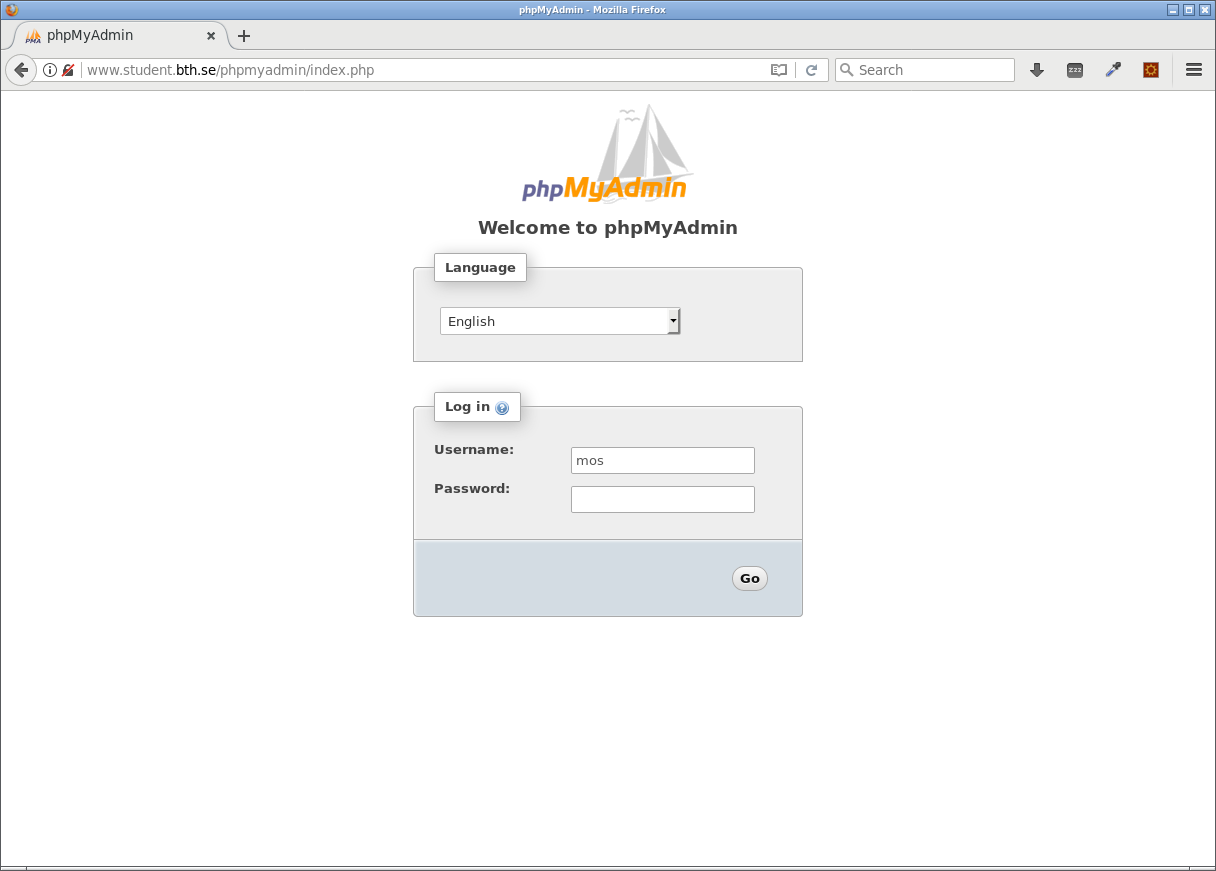 phpMyAdmin - Mozilla Firefox
phpMyAdmin
www.student.bth.se/phpmyadmin/index.php
Search
zzz
phpMyAdmin
Welcome to phpMyAdmin
Language
English
Log in
Username:
mos
Password:
Go